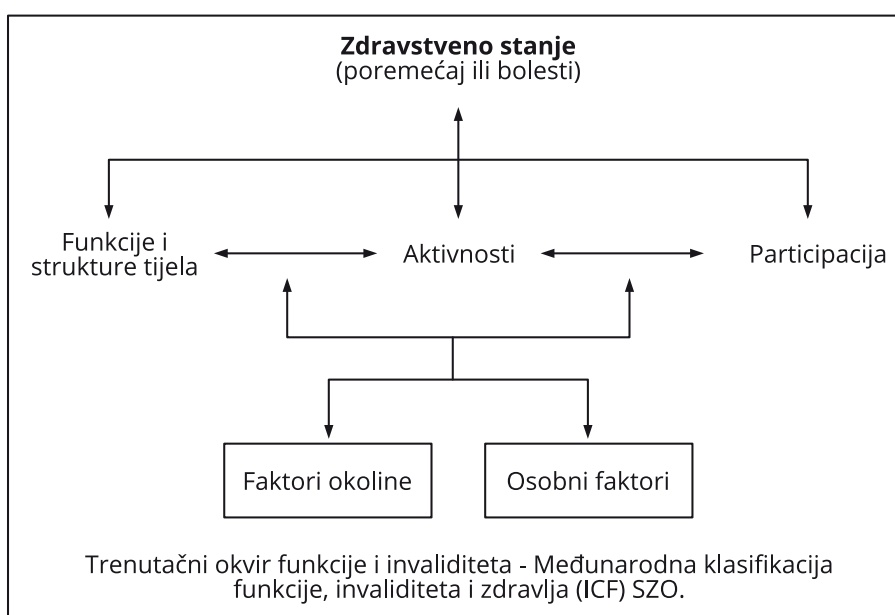 Zdravstveno stanje
(poremećaj ili bolesti)
Funkcije i
strukture tijela
Aktivnosti
Participacija
Faktori okoline
Osobni faktori
Trenutačni okvir funkcije i invaliditeta - Međunarodna klasifikacija
funkcije, invaliditeta i zdravlja (ICF) SZO.